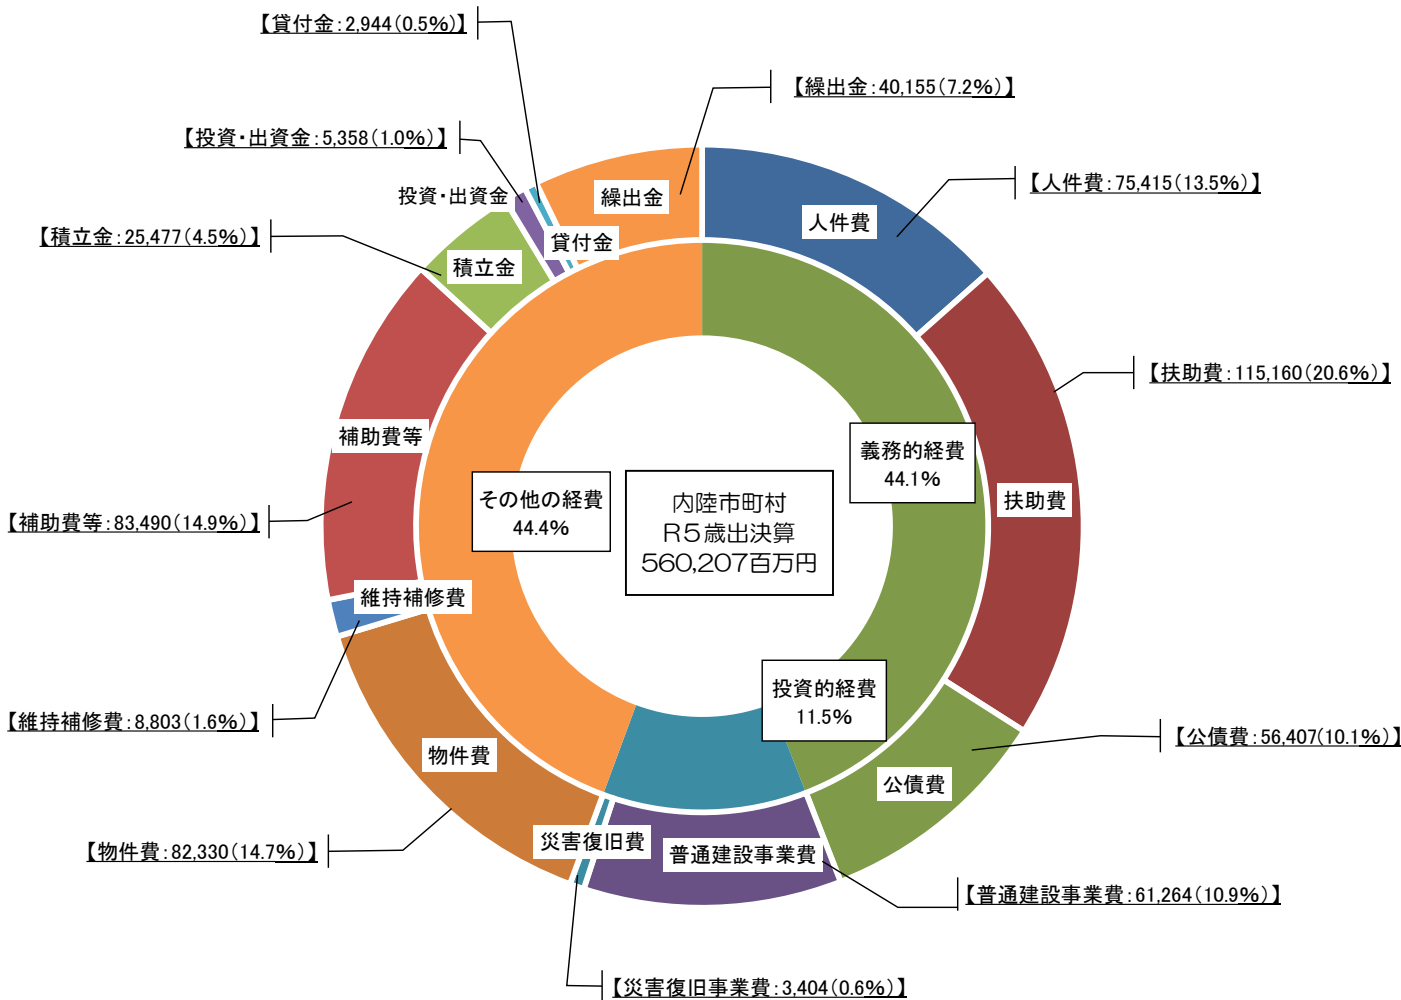 【貸付金:2,944(0.5%)】
【繰出金:40,155(7.2%)】
【投資・出資金:5,358(1.0%)】
【人件費:75,415(13.5%)】
投資・出資金
繰出金
人件費
【積立金:25,477(4.5%)】
貸付金
積立金
【扶助費:115,160(20.6%)】
補助費等
義務的経費
44.1%
その他の経費
44.4%
内陸市町村
R5歳出決算
560,207百万円
扶助費
【補助費等:83,490(14.9%)】
維持補修費
投資的経費
11.5%
【維持補修費:8,803(1.6%)】
【公債費:56,407(10.1%)】
物件費
公債費
災害復旧費
普通建設事業費
【物件費:82,330(14.7%)】
【普通建設事業費:61,264(10.9%)】
【災害復旧事業費:3,404(0.6%)】